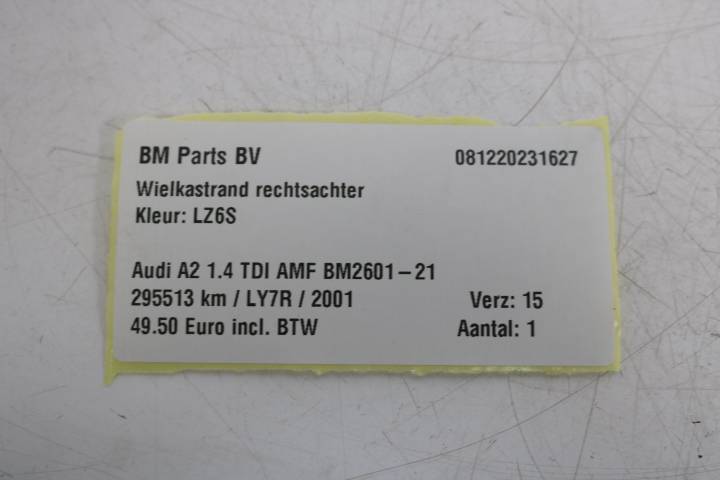 BM Parts BV 081220231627
Wielkastrand rechtsachter
Kleur: LZ6S
Audi A2 1.4 TDI AMF BM2601-21
295513 km / LY7R / 2001 Verz: 15
49.50 Euro incl. BTW Aantal: 1